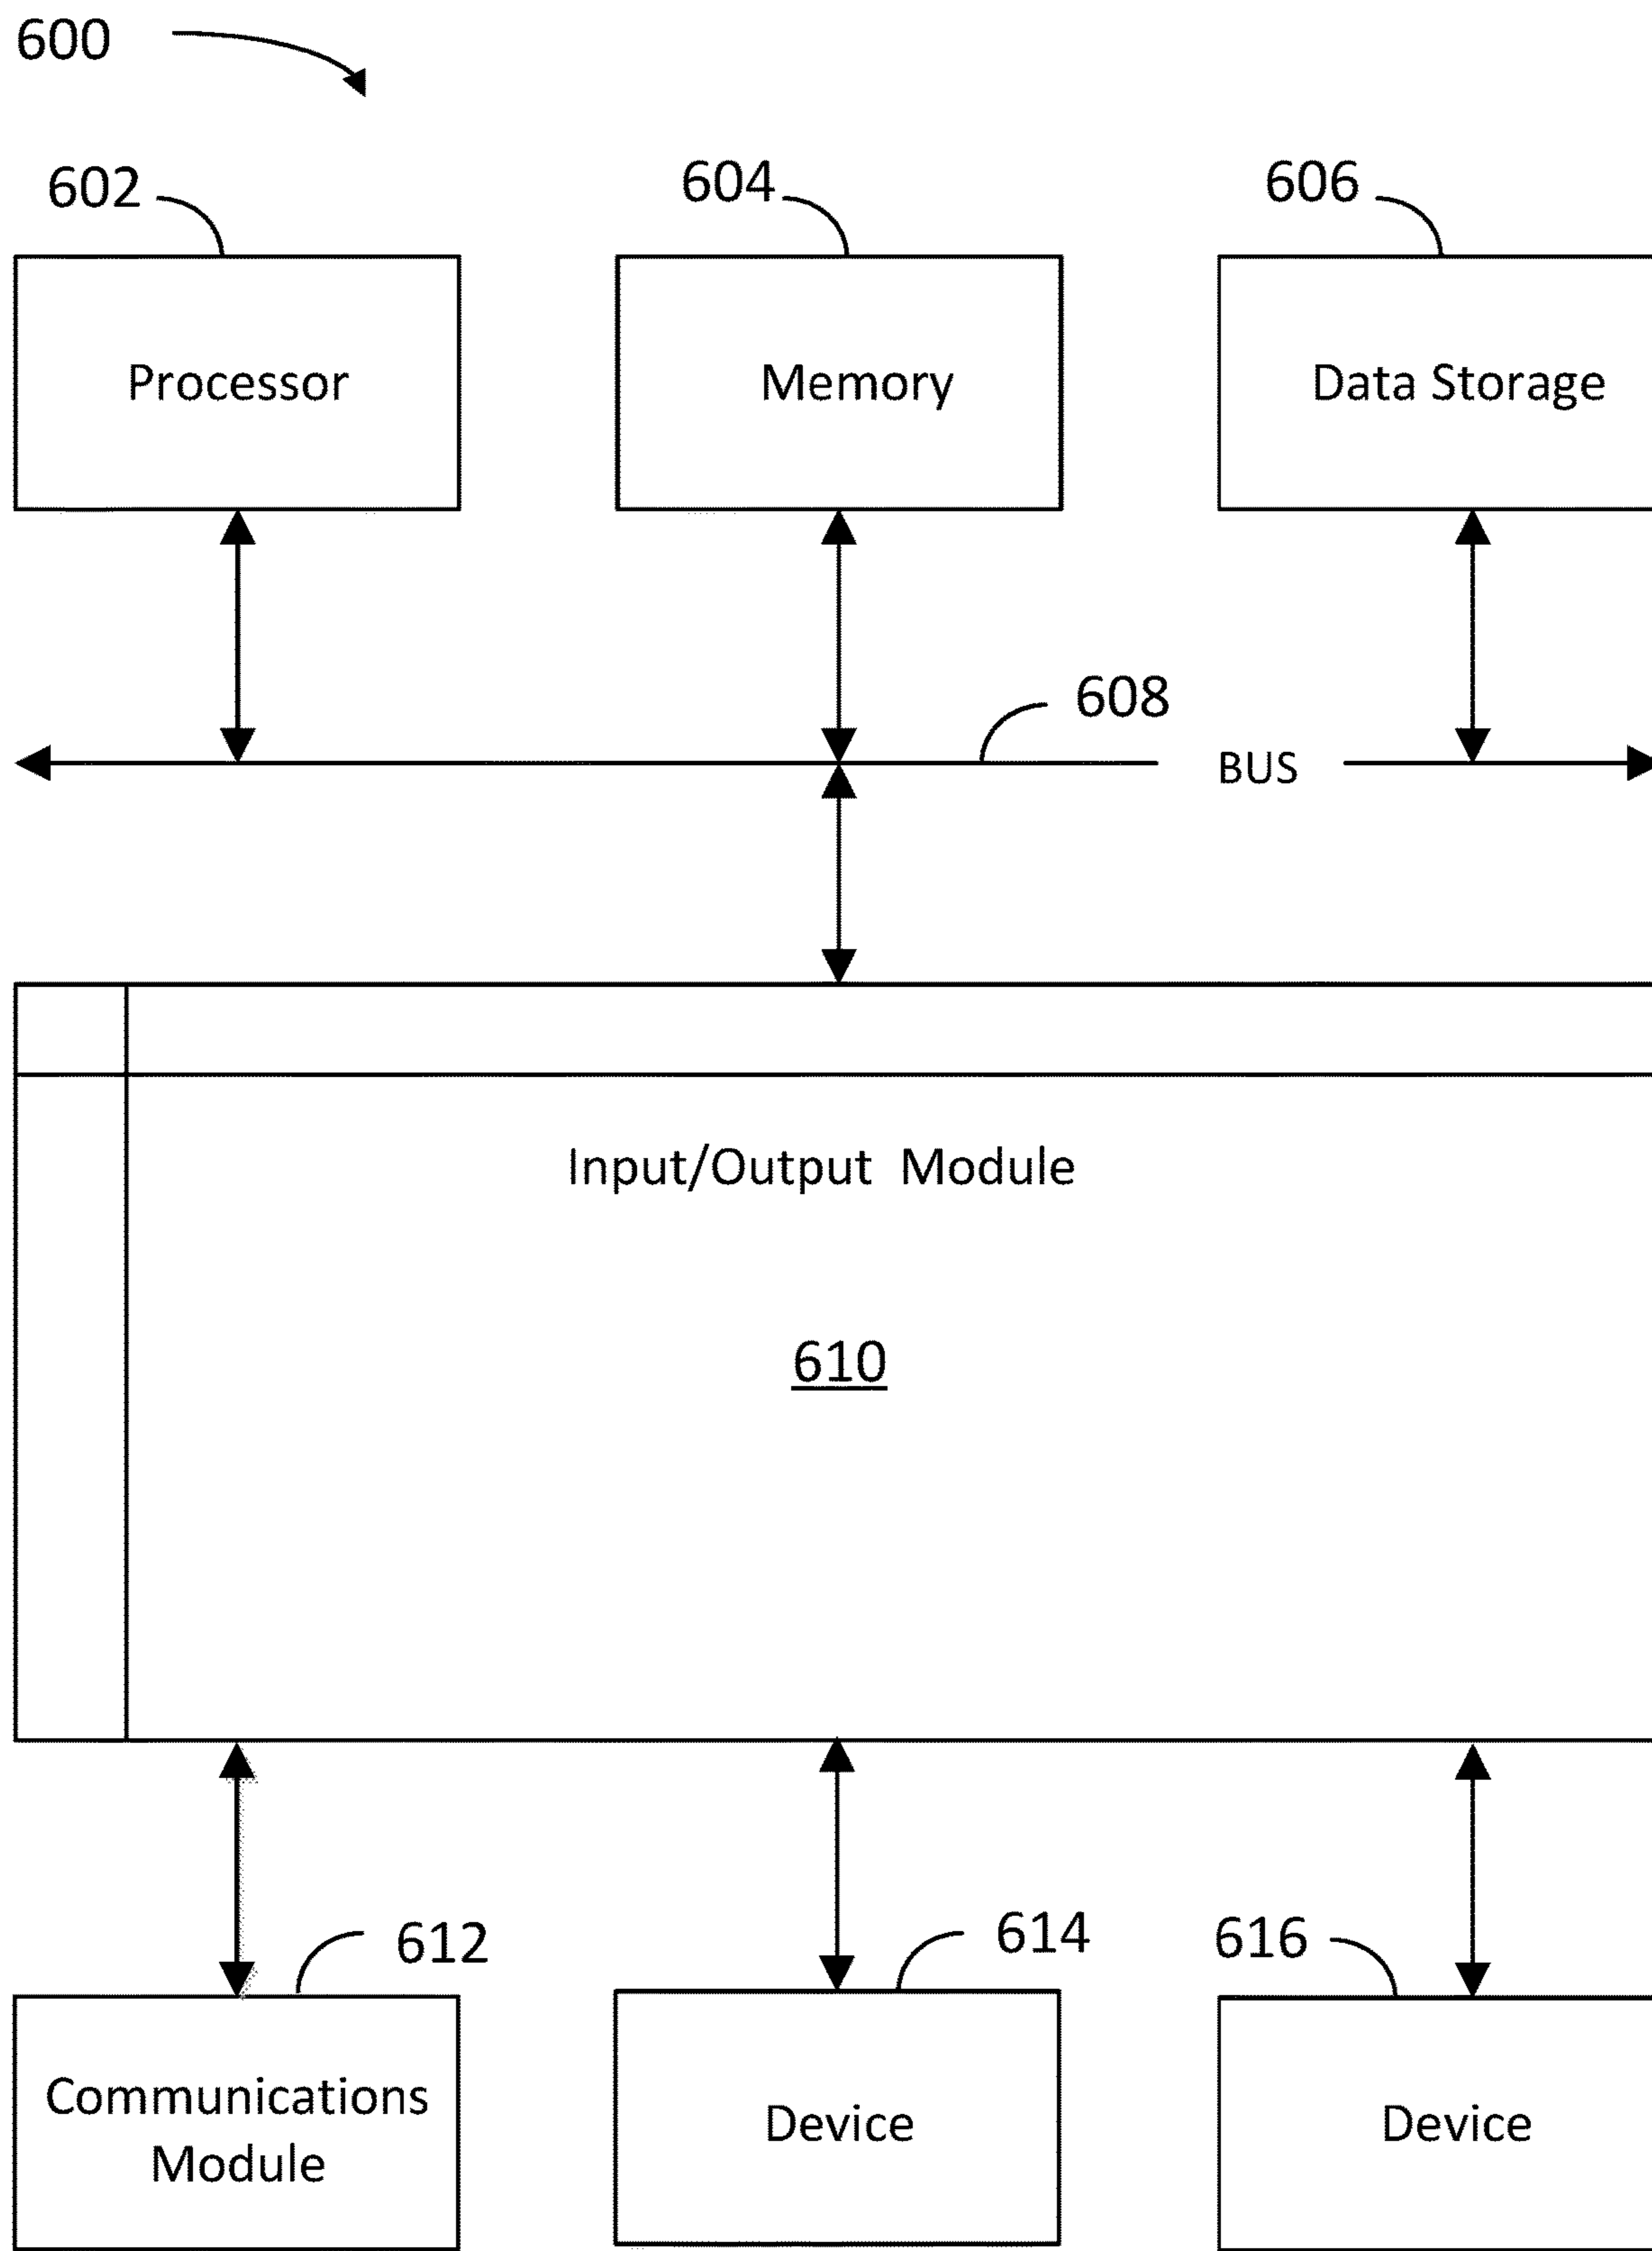 600
602
604
606
Processor
Memory
Data Storage
608
BUS
Input/Output Module
610
612
614
616
Communications
Module
Device
Device